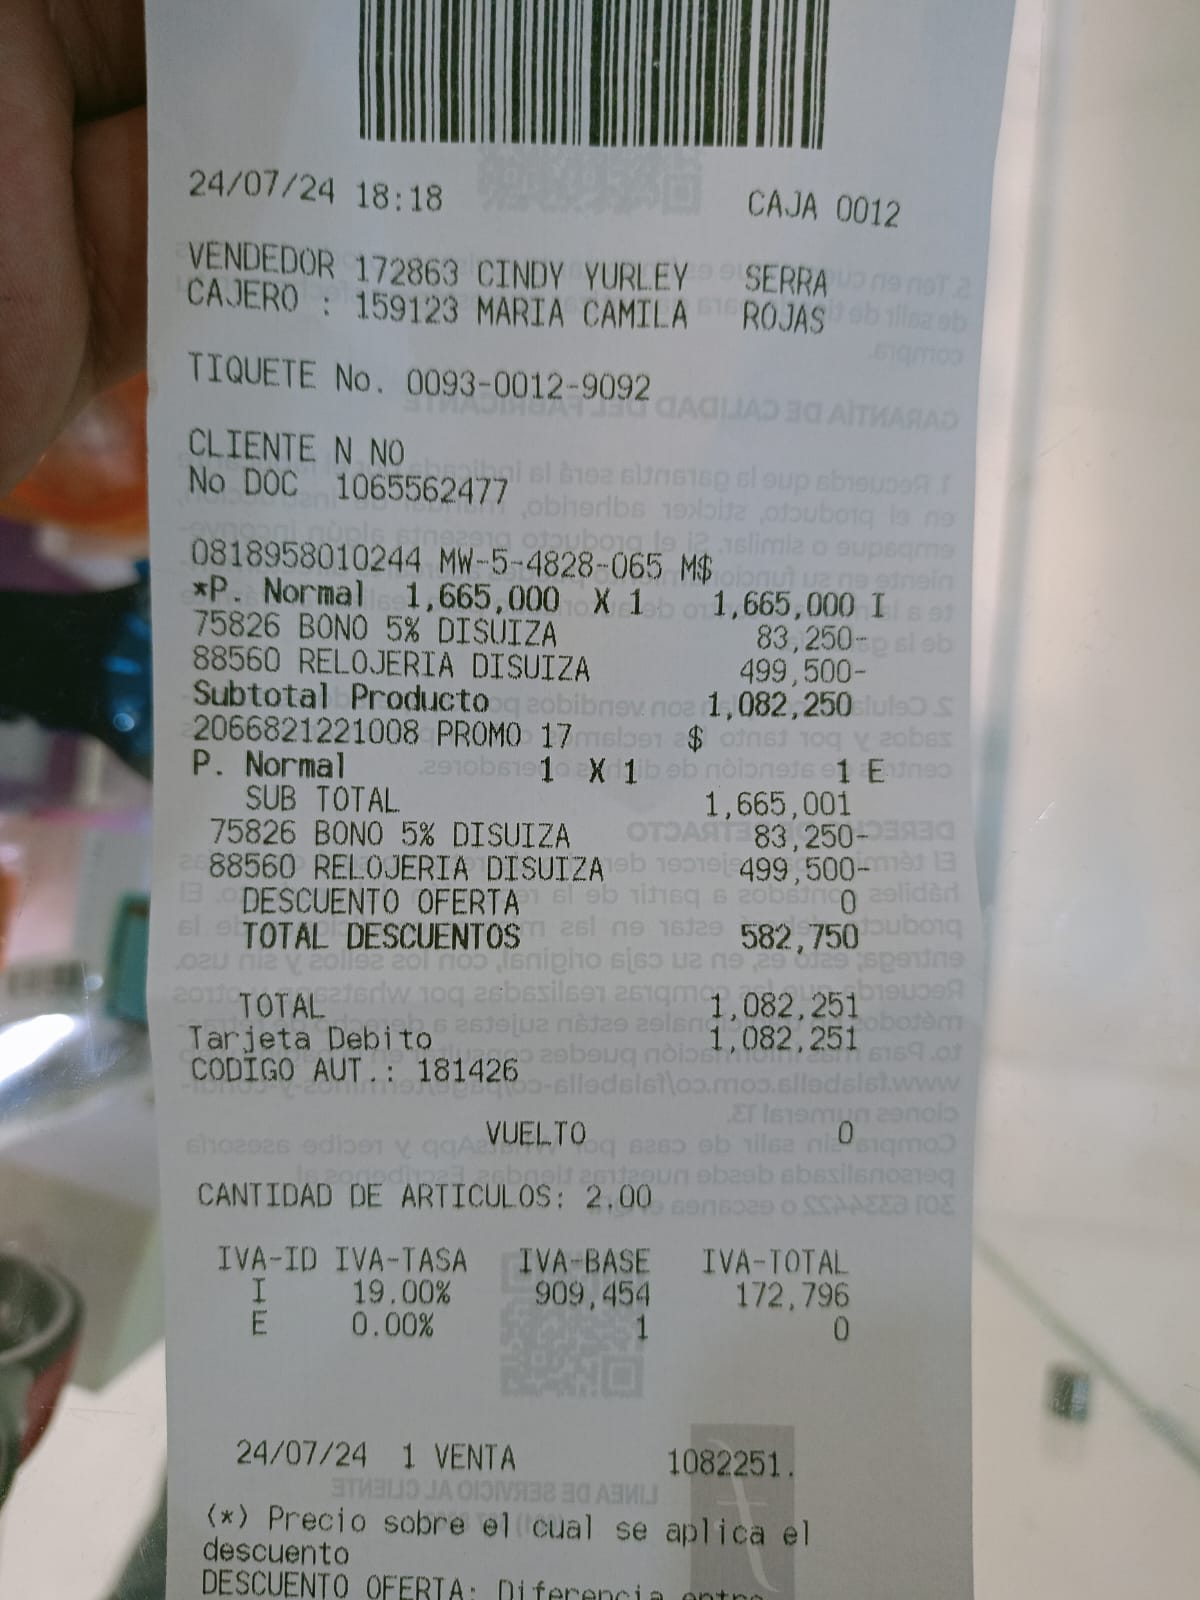 24/07/24 18:18 CAJA 0012
VENDEDOR 172863 CINDY YURLEY SERRA
CAJERO : 159123 MARIA CAMILA ROJAS
TIQUETE No. 0093-0012-9092
CLIENTE N NO
No DOC 1065562477
0818958010244 MW-5-4828-065 M$
*P. Normal 1,665,000 X 1 1,665,000 I
75826 BONO 5% DISUIZA 83,250-
88560 RELOJERIA DISUIZA 499,500-
Subtotal Producto 1,082,250
2066821221008 PROMO 17 $
P. Normal 1 X 1 1 E
SUB TOTAL 1,665,001
75826 BONO 5% DISUIZA 83,250-
88560 RELOJERIA DISUIZA 499,500-
DESCUENTO OFERTA 0
TOTAL DESCUENTOS 582,750
TOTAL 1,082,251
Tarjeta Debito 1,082,251
CODIGO AUT.: 181426
VUELTO 0
CANTIDAD DE ARTICULOS: 2.00
IVA-ID IVA-TASA IVA-BASE IVA-TOTAL
I 19.00% 909,454 172,796
E 0.00% 1 0
24/07/24 1 VENTA 1082251.
(*) Precio sobre el cual se aplica el
descuento
DESCUENTO OFERTA: Diferencia entre